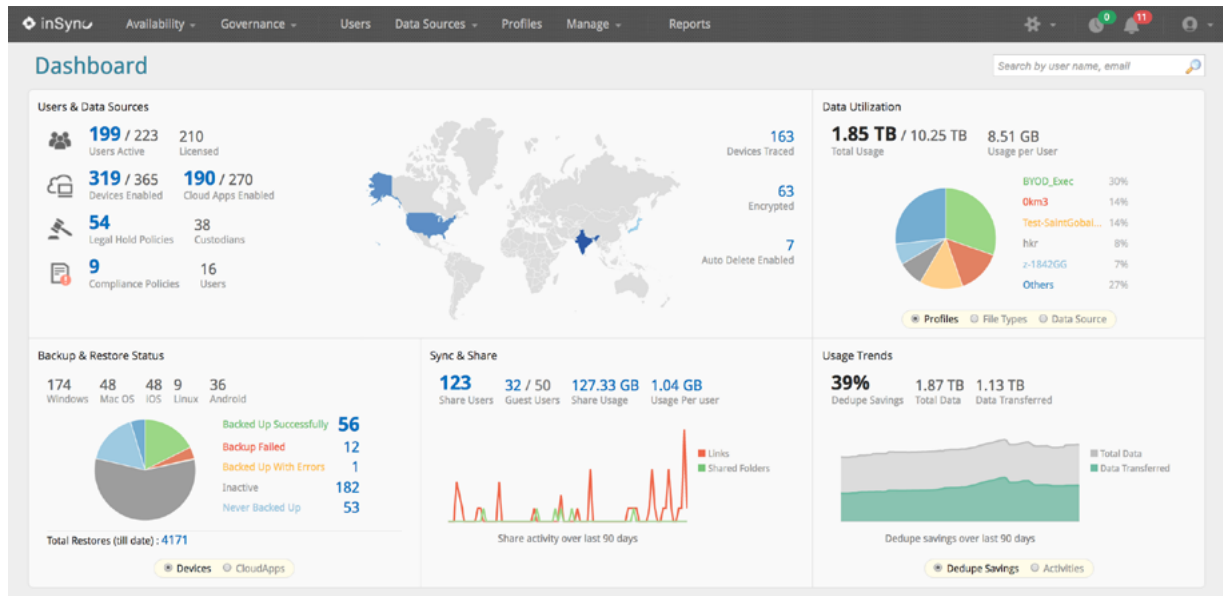 inSync Availability Governance Users Data Sources Profiles Manage Reports 0 11
Dashboard
Search by user name, email
Users & Data Sources
199 / 223 210
Users Active Licensed
319 / 365 190 / 270
Devices Enabled Cloud Apps Enabled
54 38
Legal Hold Policies Custodians
9 16
Compliance Policies Users
163
Devices Traced
63
Encrypted
7
Auto Delete Enabled
Data Utilization
1.85 TB / 10.25 TB 8.51 GB
Total Usage Usage per User
BYOD_Exec 30%
0km3 14%
Test-SaintGobal... 14%
hkr 8%
z-1842GG 7%
Others 27%
Profiles File Types Data Source
Backup & Restore Status
174 48 48 9 36
Windows Mac OS iOS Linux Android
Backed Up Successfully 56
Backup Failed 12
Backed Up With Errors 1
Inactive 182
Never Backed Up 53
Total Restores (till date) : 4171
Devices CloudApps
Sync & Share
123 32 / 50 127.33 GB 1.04 GB
Share Users Guest Users Share Usage Usage Per user
Links
Shared Folders
Share activity over last 90 days
Usage Trends
39% 1.87 TB 1.13 TB
Dedupe Savings Total Data Data Transferred
Total Data
Data Transferred
Dedupe savings over last 90 days
Dedupe Savings Activities